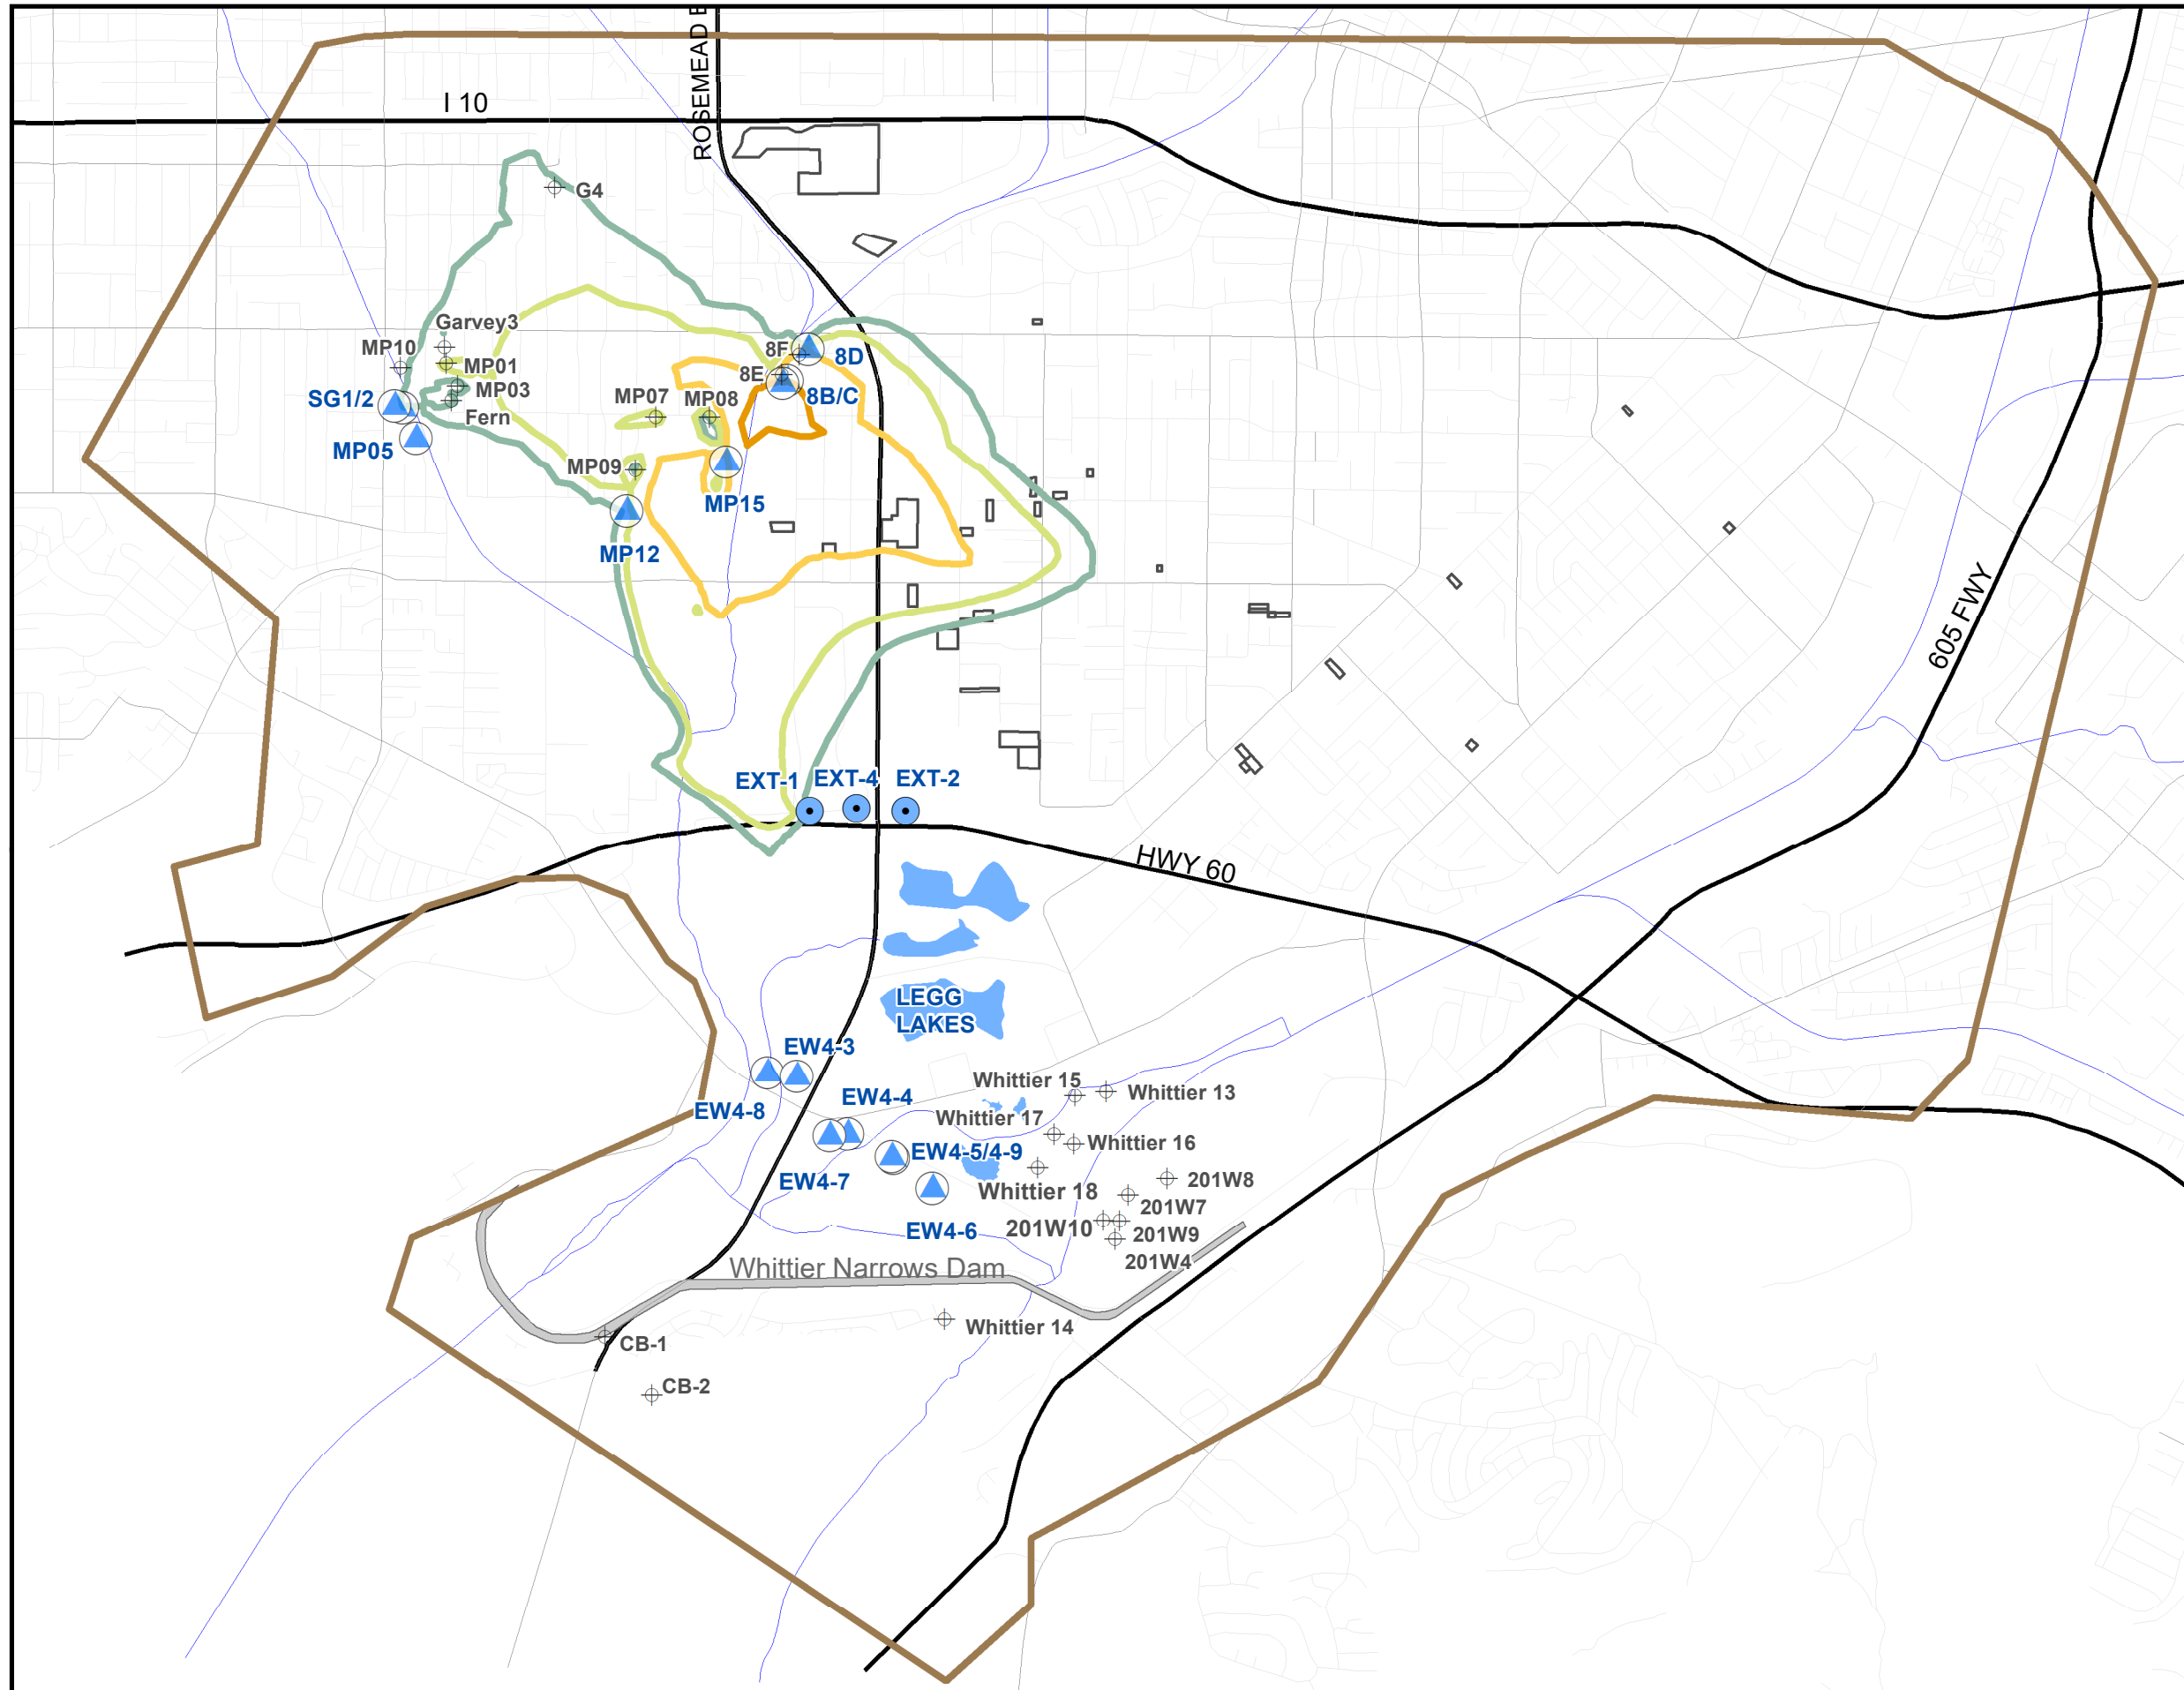 ROSEMEAD B
I 10
G4
Garvey3
MP10
MP01
MP03
SG1/2
Fern
MP05
8F
8D
8E
8B/C
MP07
MP08
MP09
MP15
MP12
605 FWY
EXT-1
EXT-4
EXT-2
HWY 60
LEGG
LAKES
EW4-3
EW4-8
EW4-4
Whittier 15
Whittier 13
Whittier 17
Whittier 16
EW4-5/4-9
EW4-7
Whittier 18
201W8
201W7
EW4-6
201W10
201W9
201W4
Whittier Narrows Dam
Whittier 14
CB-1
CB-2